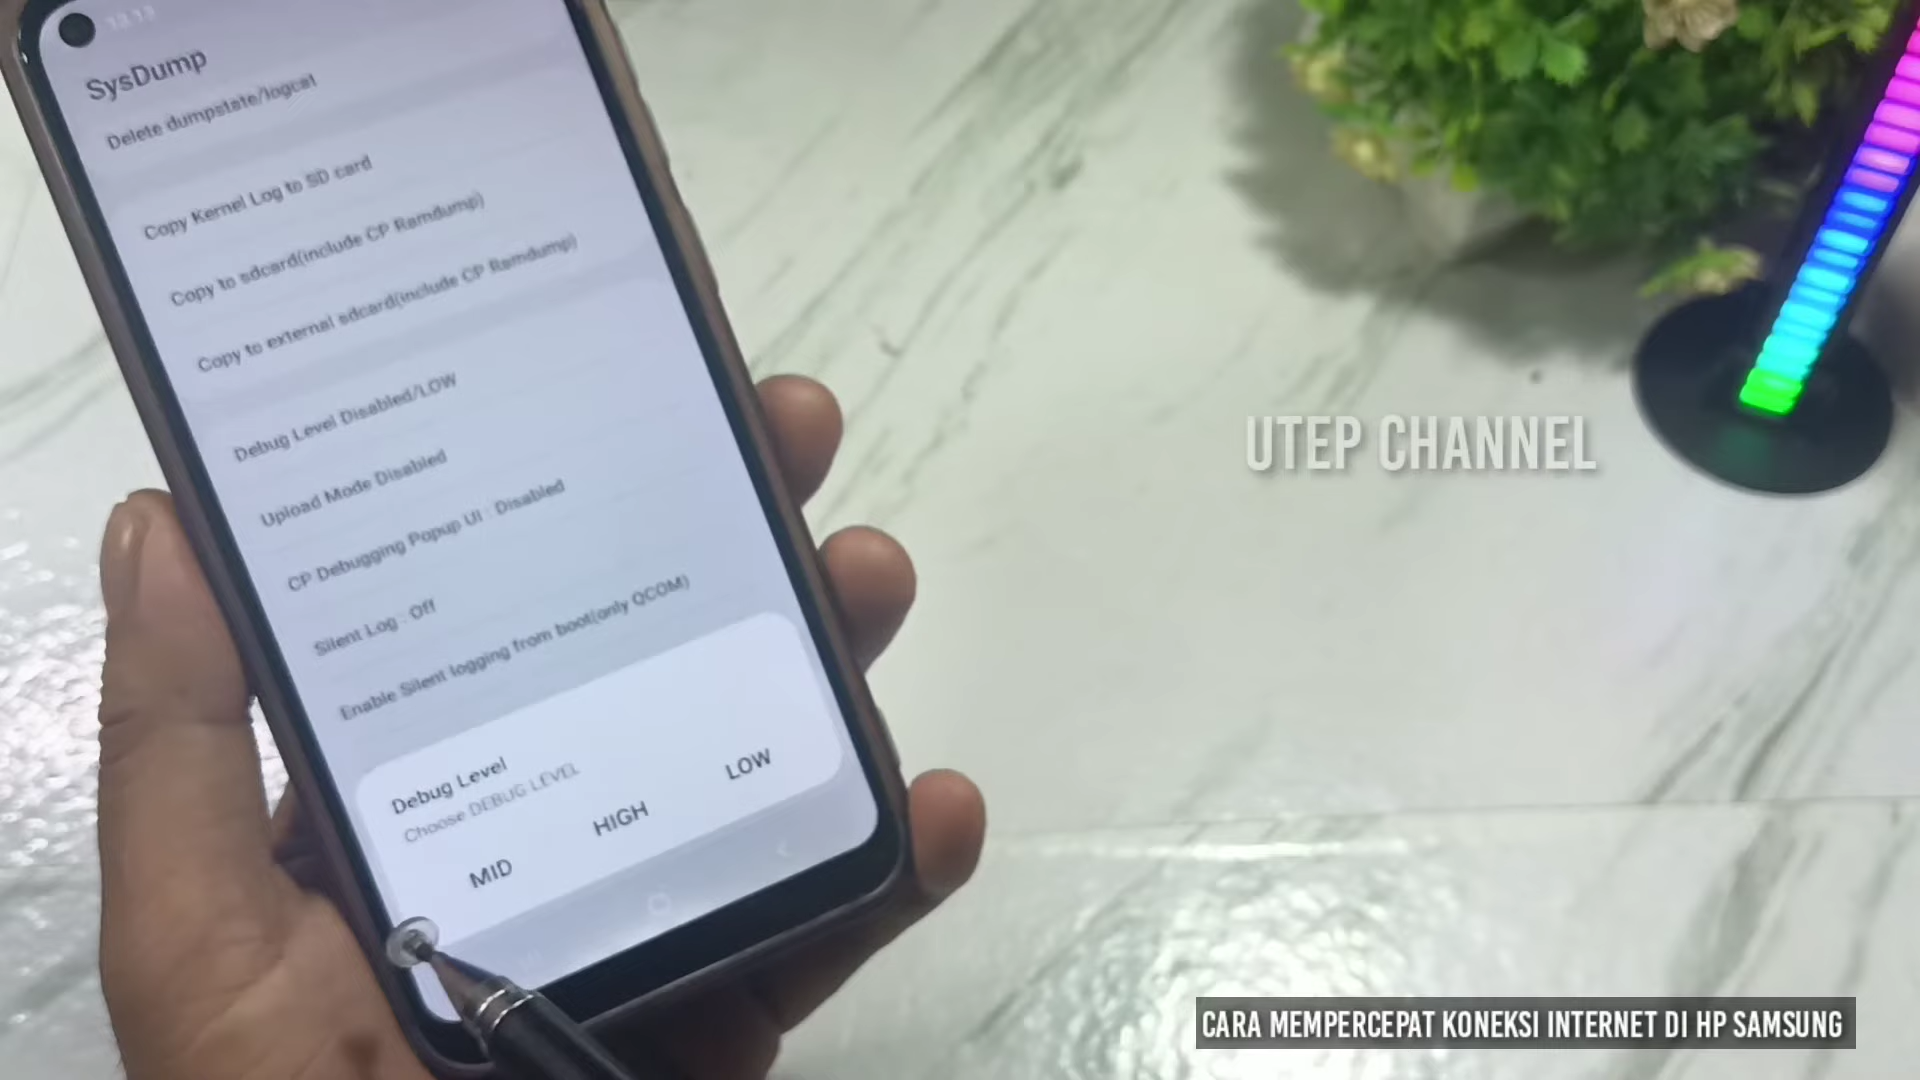 12.13
SysDump
Delete dumpstate/logcat
Copy Kernel Log to SD card
Copy to sdcard(include CP Ramdump)
Copy to external sdcard(include CP Ramdump)
Debug Level Disabled/LOW
Upload Mode Disabled
CP Debugging Popup UI : Disabled
Silent Log : Off
Enable Silent logging from boot(only QCOM)
Debug Level
Choose DEBUG LEVEL
MID
HIGH
LOW
UTEP CHANNEL
CARA MEMPERCEPAT KONEKSI INTERNET DI HP SAMSUNG